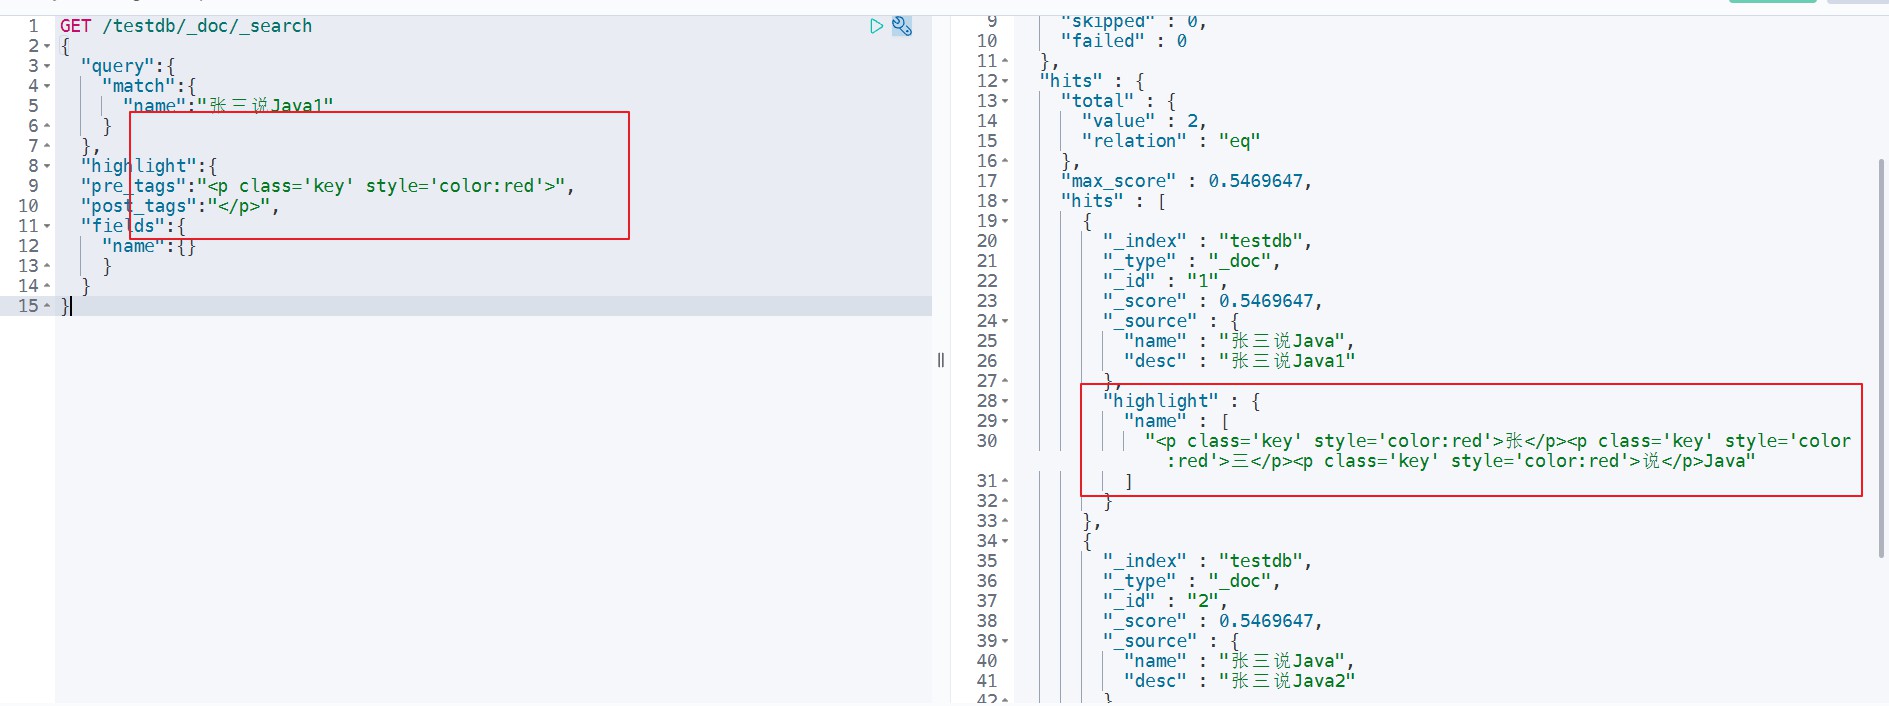 1 GET /testdb/_doc/_search
2 {
3 "query":{
4 "match":{
5 "name":"张三说Java1"
6 }
7 },
8 "highlight":{
9 "pre_tags":"<p class='key' style='color:red'>",
10 "post_tags":"</p>",
11 "fields":{
12 "name":{}
13 }
14 }
15 }
9 "skipped" : 0,
10 "failed" : 0
11 },
12 "hits" : {
13 "total" : {
14 "value" : 2,
15 "relation" : "eq"
16 },
17 "max_score" : 0.5469647,
18 "hits" : [
19 {
20 "_index" : "testdb",
21 "_type" : "_doc",
22 "_id" : "1",
23 "_score" : 0.5469647,
24 "_source" : {
25 "name" : "张三说Java",
26 "desc" : "张三说Java1"
27 },
28 "highlight" : {
29 "name" : [
30 "<p class='key' style='color:red'>张</p><p class='key' style='color
:red'>三</p><p class='key' style='color:red'>说</p>Java"
31 ]
32 }
33 },
34 {
35 "_index" : "testdb",
36 "_type" : "_doc",
37 "_id" : "2",
38 "_score" : 0.5469647,
39 "_source" : {
40 "name" : "张三说Java",
41 "desc" : "张三说Java2"
42 }